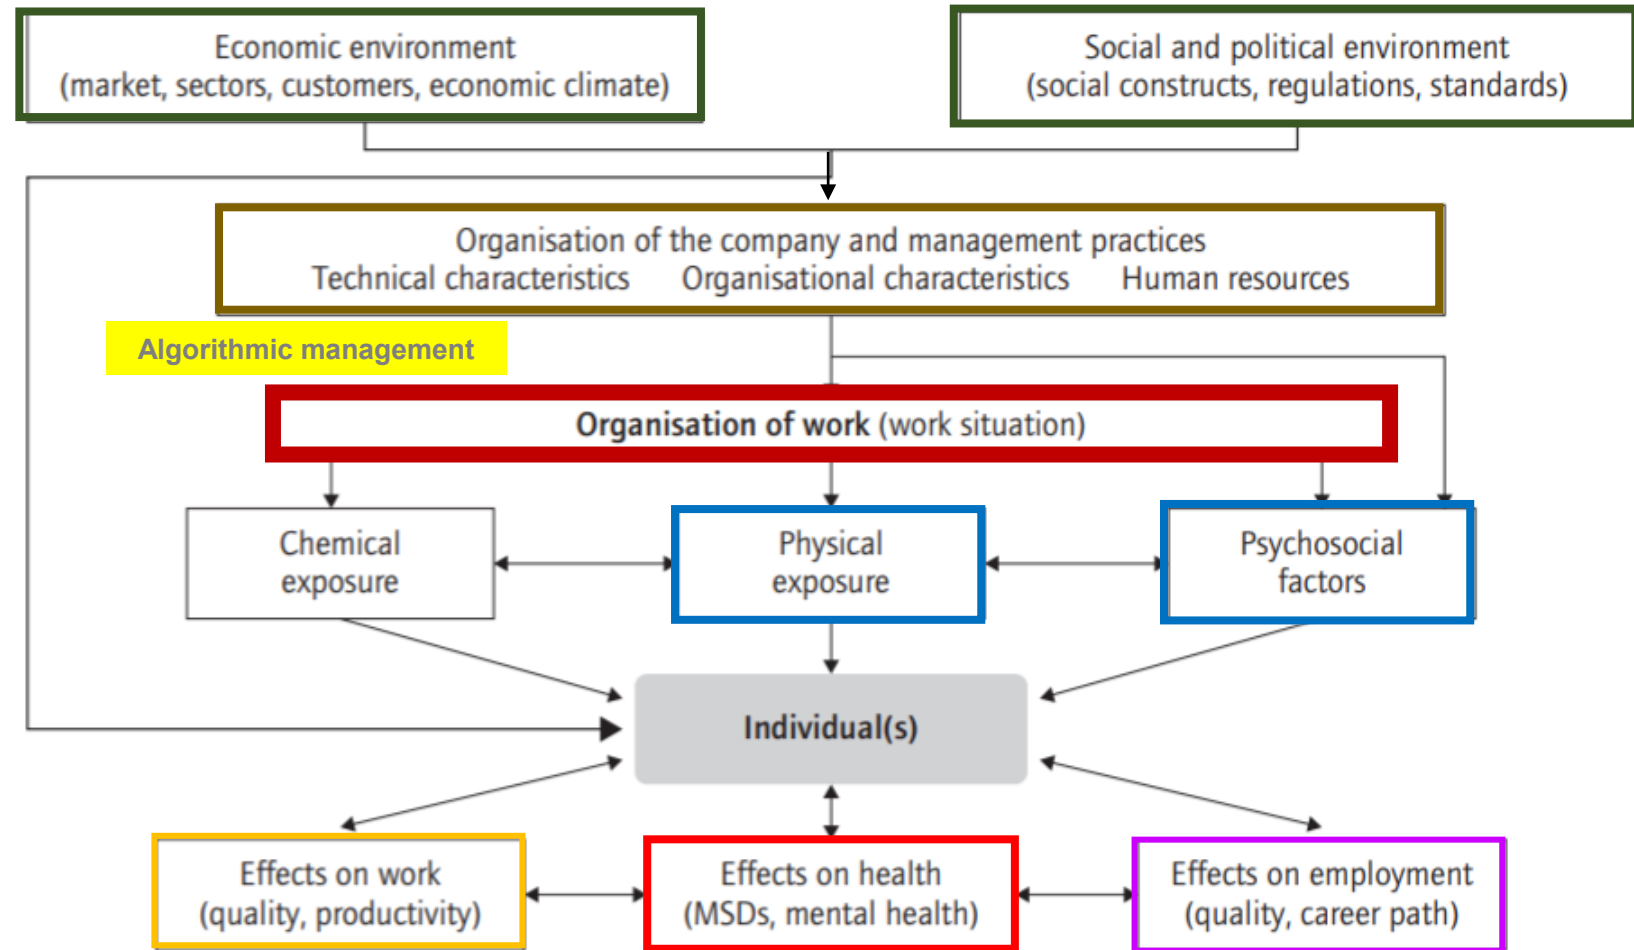 Economic environment
(market, sectors, customers, economic climate)
Social and political environment
(social constructs, regulations, standards)
Organisation of the company and management practices
Technical characteristics Organisational characteristics Human resources
Algorithmic management
Organisation of work (work situation)
Chemical
exposure
Physical
exposure
Psychosocial
factors
Individual(s)
Effects on work
(quality, productivity)
Effects on health
(MSDs, mental health)
Effects on employment
(quality, career path)